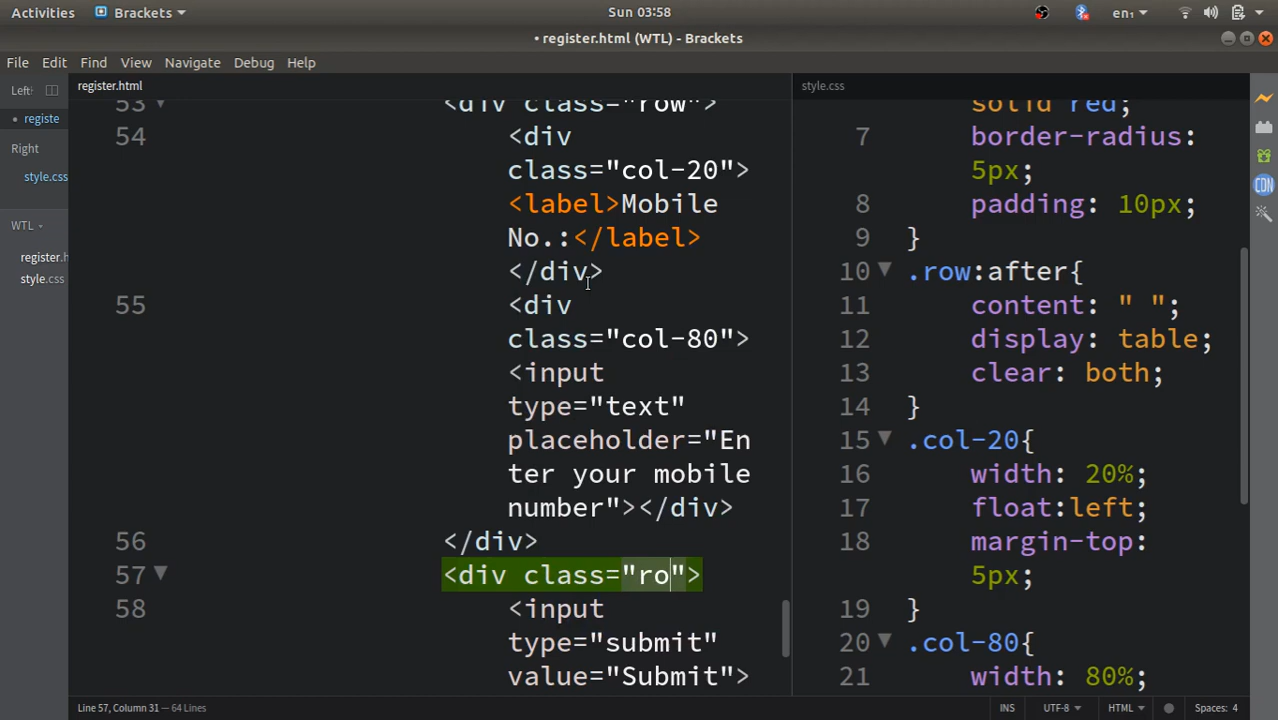 Activities Brackets Sun 03:58 en₁
• register.html (WTL) - Brackets
File Edit Find View Navigate Debug Help
Left
• registe
Right
style.css
WTL
register.h
style.css
register.html
53 <div class="row">
54 <div
class="col-20">
<label>Mobile
No.:</label>
</div>
55 <div
class="col-80">
<input
type="text"
placeholder="En
ter your mobile
number"></div>
56 </div>
57 <div class="ro">
58 <input
type="submit"
value="Submit">
style.css
solid red;
7 border-radius:
5px;
8 padding: 10px;
9 }
10 .row:after{
11 content: " ";
12 display: table;
13 clear: both;
14 }
15 .col-20{
16 width: 20%;
17 float:left;
18 margin-top:
5px;
19 }
20 .col-80{
21 width: 80%;
CDN
Line 57, Column 31 — 64 Lines INS UTF-8 HTML Spaces: 4